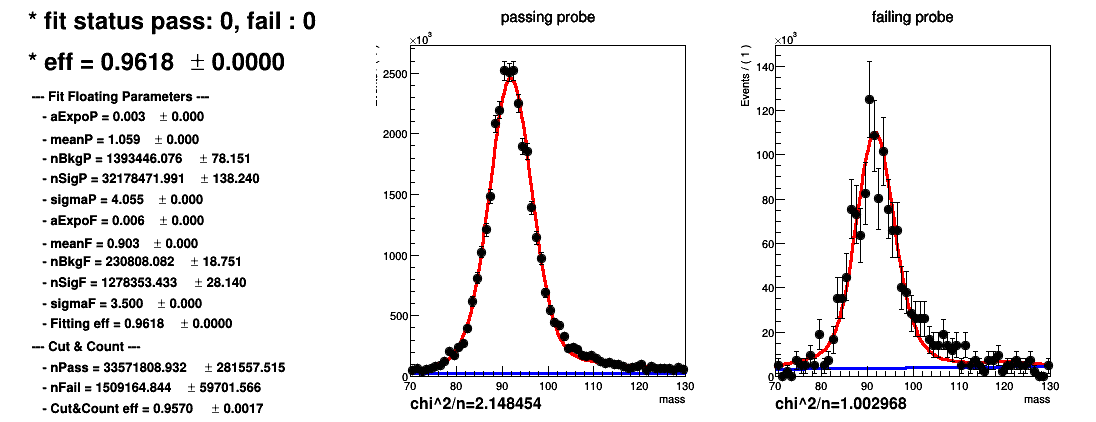 * fit status pass: 0, fail : 0
* eff = 0.9618 ± 0.0000
--- Fit Floating Parameters ---
- aExpoP = 0.003 ± 0.000
- meanP = 1.059 ± 0.000
- nBkgP = 1393446.076 ± 78.151
- nSigP = 32178471.991 ± 138.240
- sigmaP = 4.055 ± 0.000
- aExpoF = 0.006 ± 0.000
- meanF = 0.903 ± 0.000
- nBkgF = 230808.082 ± 18.751
- nSigF = 1278353.433 ± 28.140
- sigmaF = 3.500 ± 0.000
- Fitting eff = 0.9618 ± 0.0000
--- Cut & Count ---
- nPass = 33571808.932 ± 281557.515
- nFail = 1509164.844 ± 59701.566
- Cut&Count eff = 0.9570 ± 0.0017
passing probe
×10³
2500
2000
1500
1000
500
0
70 80 90 100 110 120 130
mass
chi^2/n=2.148454
failing probe
×10³
Events / ( 1 )
140
120
100
80
60
40
20
0
70 80 90 100 110 120 130
mass
chi^2/n=1.002968